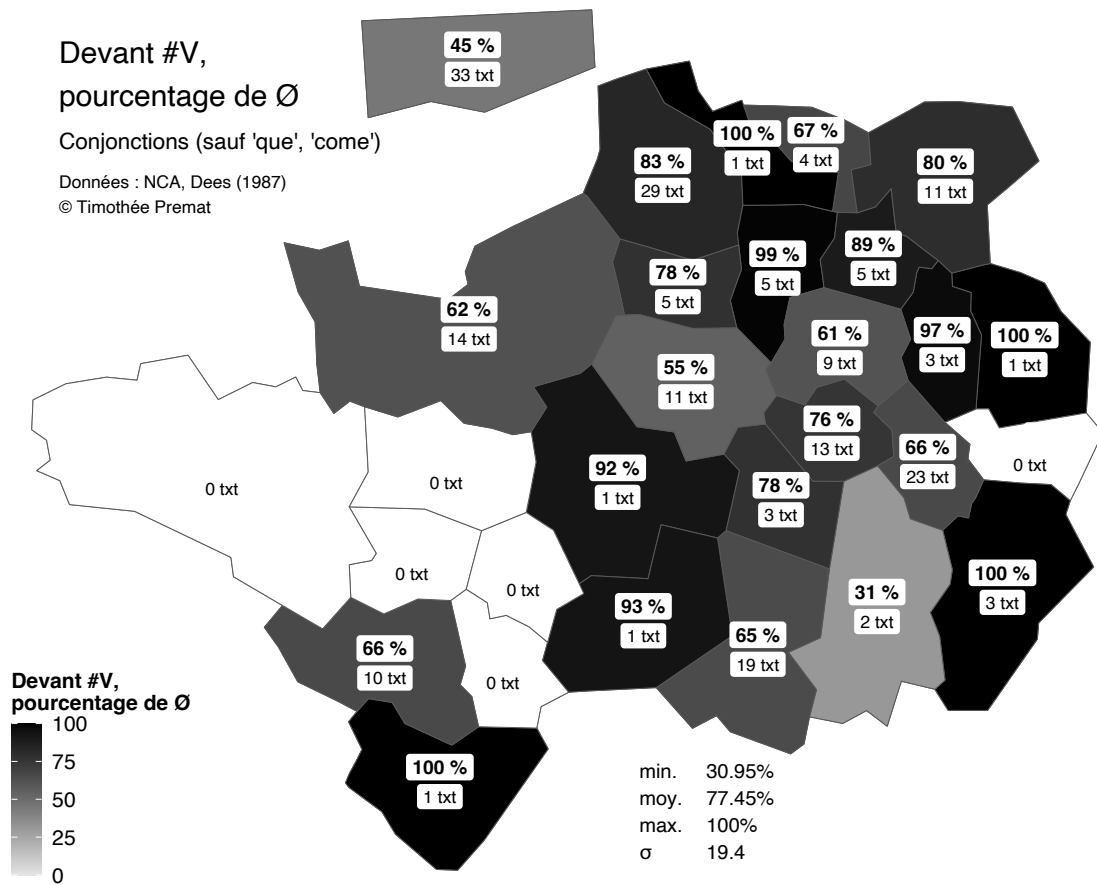 Devant #V,
pourcentage de Ø
Conjonctions (sauf 'que', 'come')
Données : NCA, Dees (1987)
© Timothée Premat
45 %
33 txt
100 %
1 txt
67 %
4 txt
83 %
29 txt
80 %
11 txt
99 %
5 txt
89 %
5 txt
78 %
5 txt
62 %
14 txt
61 %
9 txt
97 %
3 txt
100 %
1 txt
55 %
11 txt
76 %
13 txt
66 %
23 txt
0 txt
92 %
1 txt
0 txt
0 txt
78 %
3 txt
0 txt
0 txt
100 %
3 txt
31 %
2 txt
93 %
1 txt
65 %
19 txt
66 %
10 txt
0 txt
100 %
1 txt
Devant #V,
pourcentage de Ø
100
75
50
25
0
min. 30.95%
moy. 77.45%
max. 100%
σ 19.4